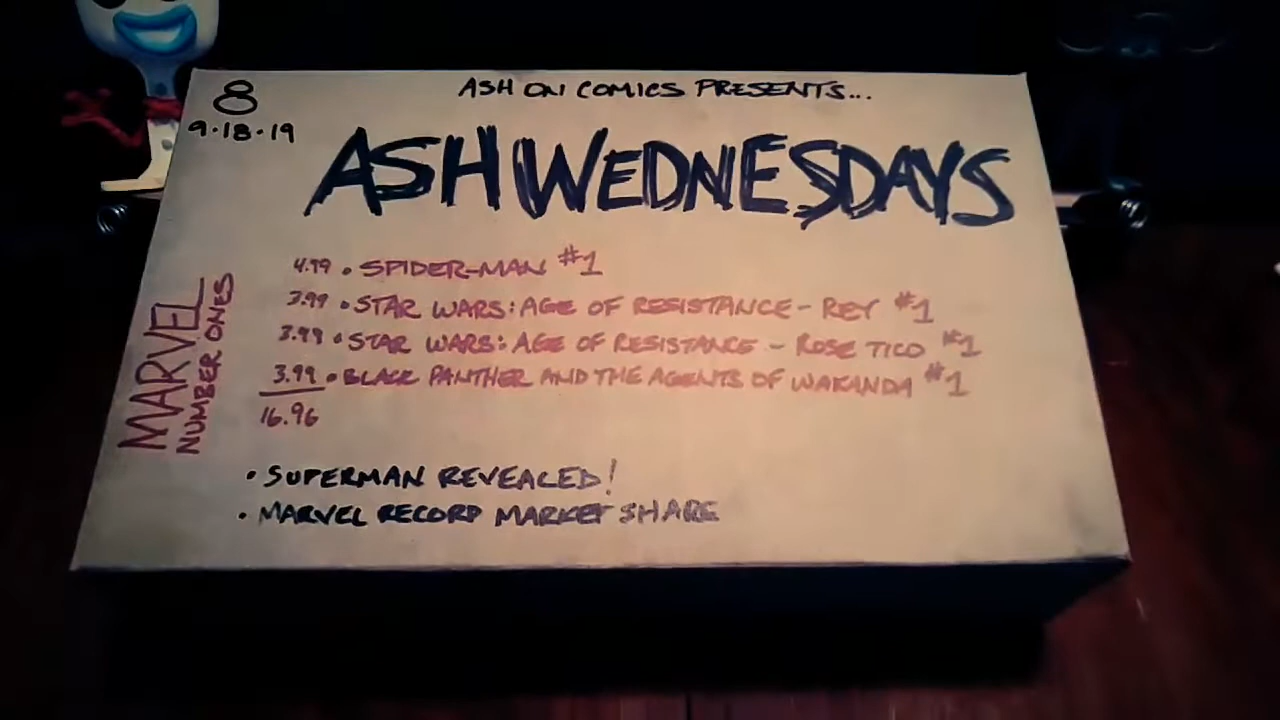 8
9·18·19
ASH ON COMICS PRESENTS...
ASH WEDNESDAYS
MARVEL
NUMBER ONES
4.99 • SPIDER-MAN #1
3.99 • STAR WARS: AGE OF RESISTANCE - REY #1
3.99 • STAR WARS: AGE OF RESISTANCE - ROSE TICO #1
3.99 • BLACK PANTHER AND THE AGENTS OF WAKANDA #1
16.96
• SUPERMAN REVEALED!
• MARVEL RECORD MARKET SHARE